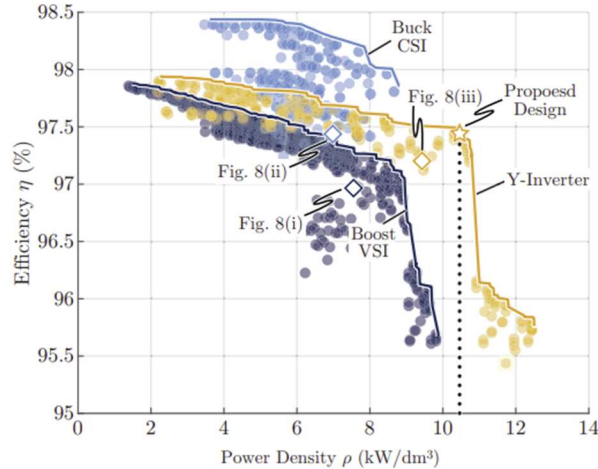 98.5
98
97.5
97
96.5
96
95.5
95
Efficiency η (%)
Buck
CSI
Fig. 8(iii)
Propoesd
Design
Fig. 8(ii)
Y-Inverter
Fig. 8(i)
Boost
VSI
0
2
4
6
8
10
12
14
Power Density ρ (kW/dm³)